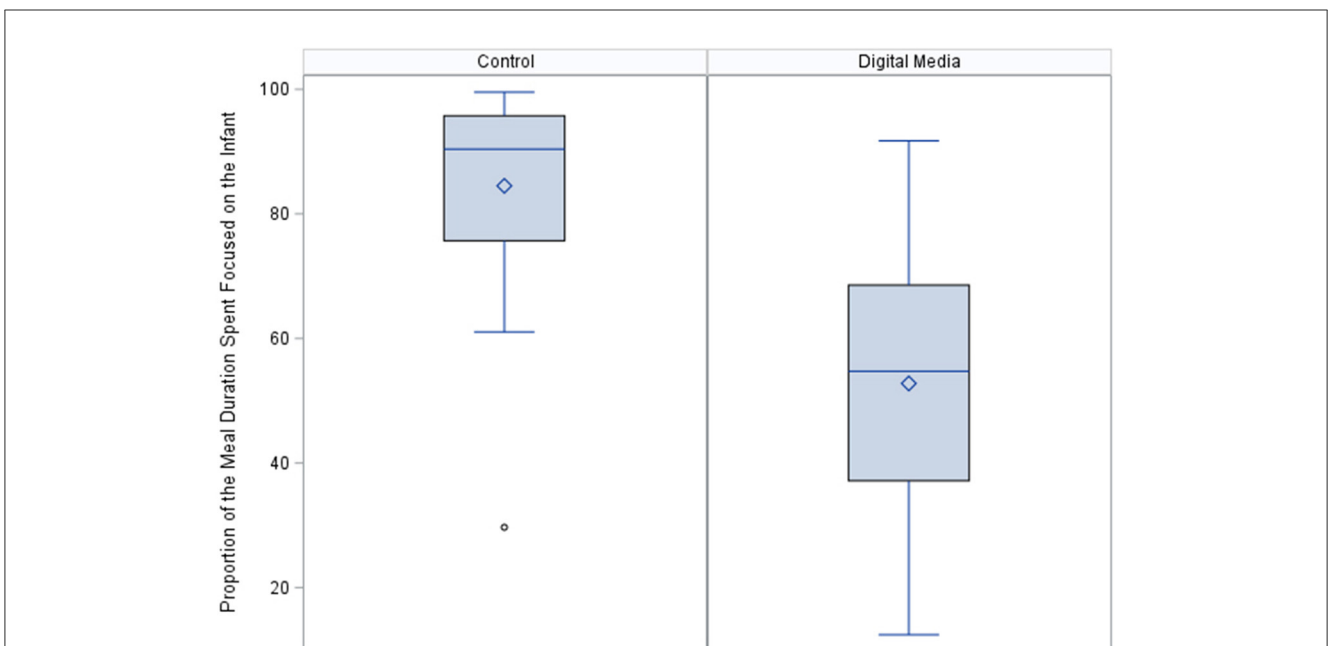 Control
Digital Media
Proportion of the Meal Duration Spent Focused on the Infant
100
80
60
40
20